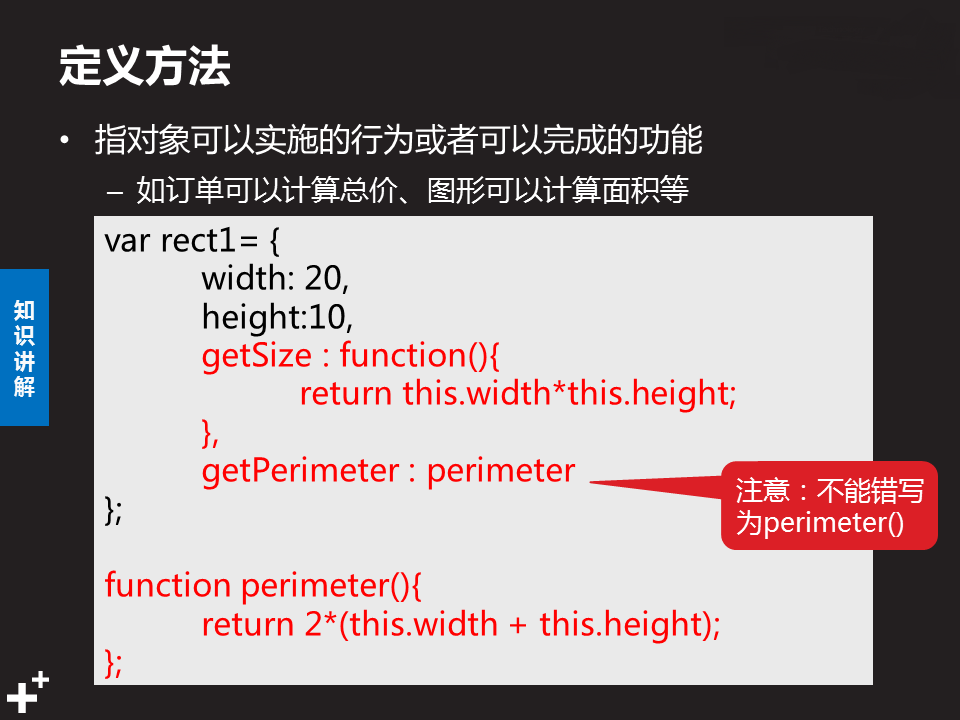 定义方法
• 指对象可以实施的行为或者可以完成的功能
– 如订单可以计算总价、图形可以计算面积等
知识讲解
var rect1= {
width: 20,
height:10,
getSize : function(){
return this.width*this.height;
},
getPerimeter : perimeter
};
注意：不能错写
为perimeter()
function perimeter(){
return 2*(this.width + this.height);
};